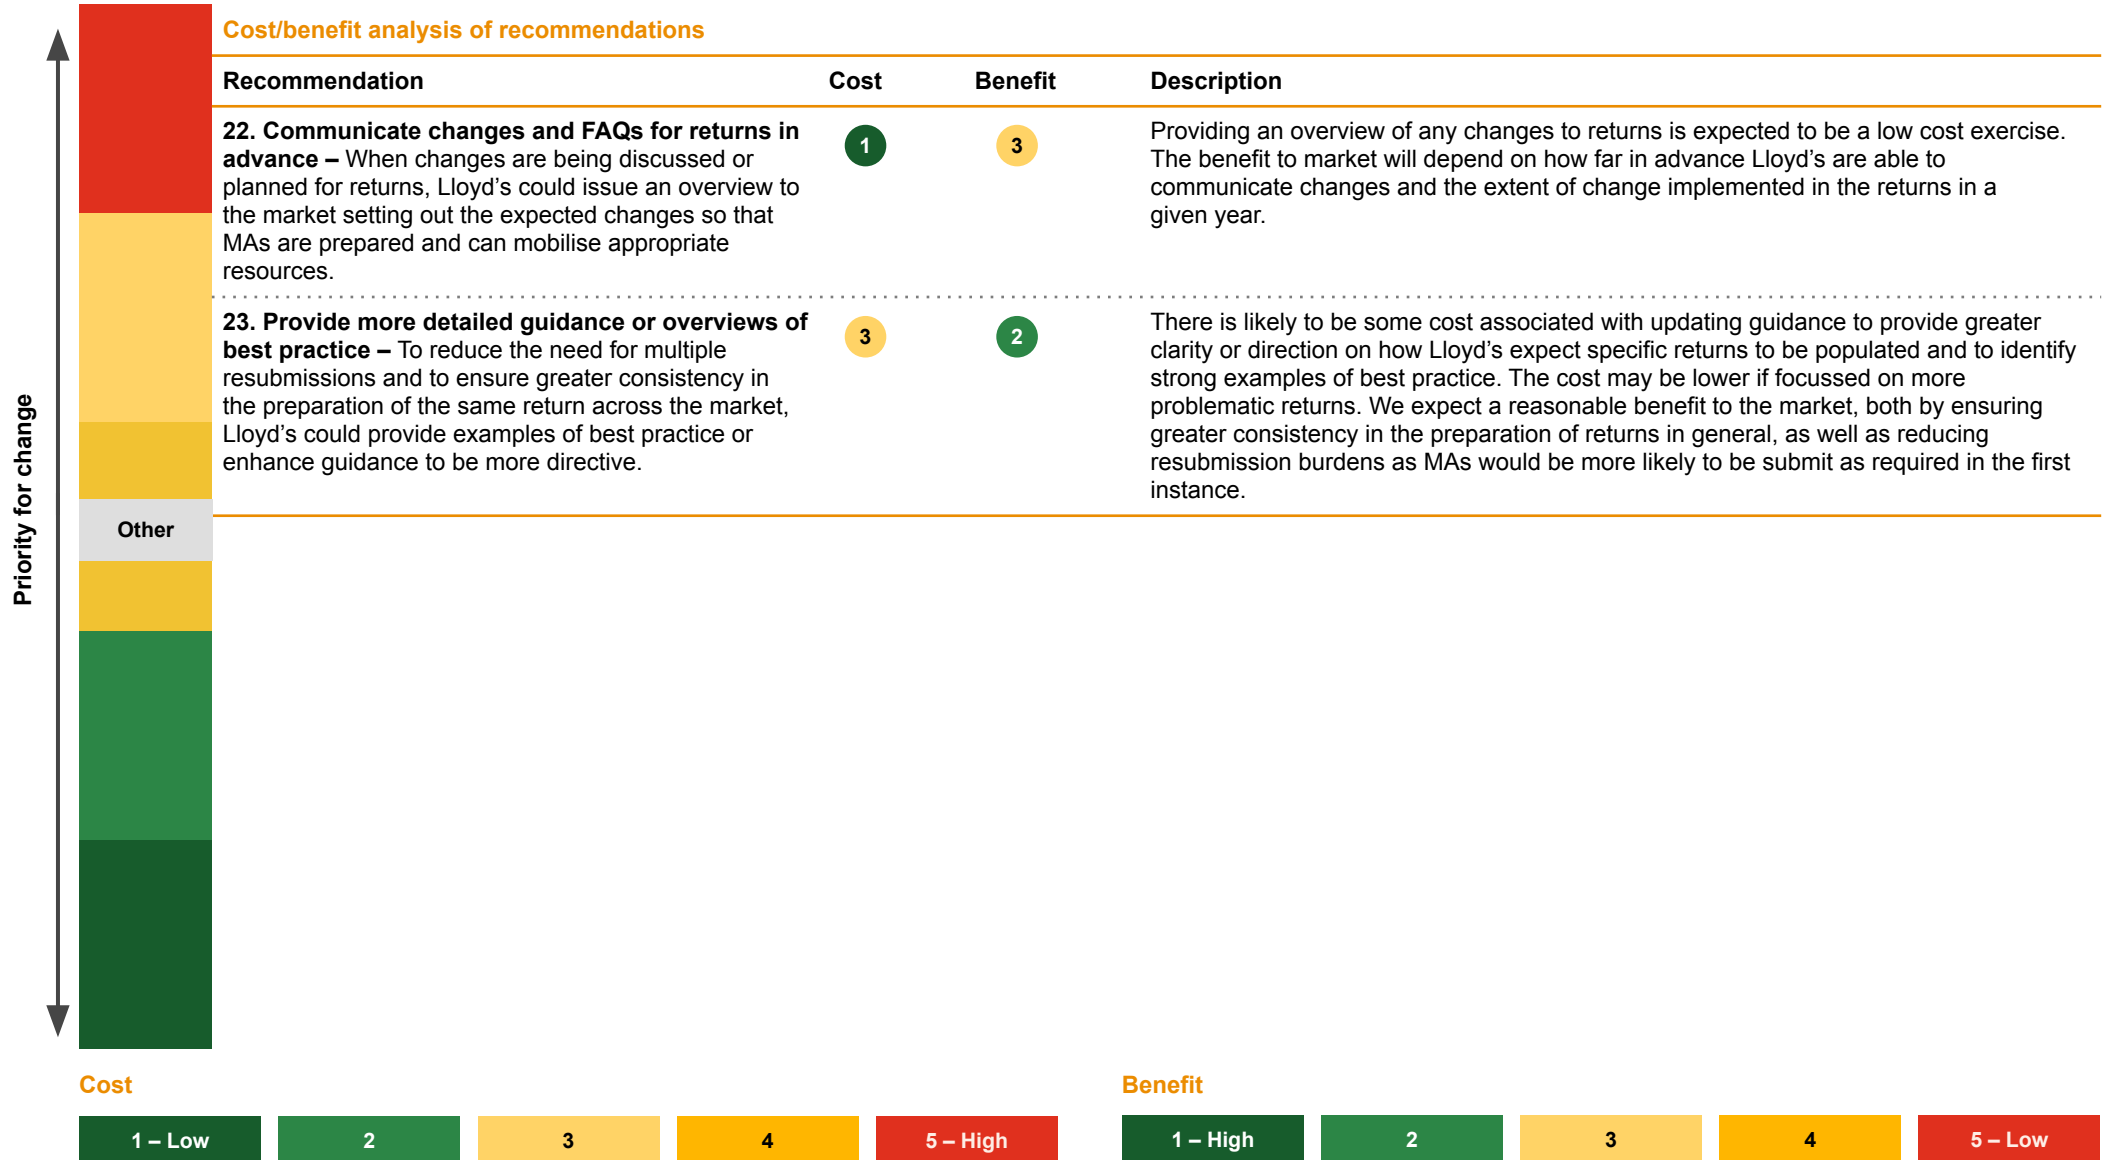 Cost/benefit analysis of recommendations
Recommendation Cost Benefit Description
22. Communicate changes and FAQs for returns in
advance – When changes are being discussed or
planned for returns, Lloyd's could issue an overview to
the market setting out the expected changes so that
MAs are prepared and can mobilise appropriate
resources.
1
3
Providing an overview of any changes to returns is expected to be a low cost exercise.
The benefit to market will depend on how far in advance Lloyd's are able to
communicate changes and the extent of change implemented in the returns in a
given year.
23. Provide more detailed guidance or overviews of
best practice – To reduce the need for multiple
resubmissions and to ensure greater consistency in
the preparation of the same return across the market,
Lloyd's could provide examples of best practice or
enhance guidance to be more directive.
3
2
There is likely to be some cost associated with updating guidance to provide greater
clarity or direction on how Lloyd's expect specific returns to be populated and to identify
strong examples of best practice. The cost may be lower if focussed on more
problematic returns. We expect a reasonable benefit to the market, both by ensuring
greater consistency in the preparation of returns in general, as well as reducing
resubmission burdens as MAs would be more likely to be submit as required in the first
instance.
Priority for change
Other
Cost
1 – Low 2 3 4 5 – High
Benefit
1 – High 2 3 4 5 – Low